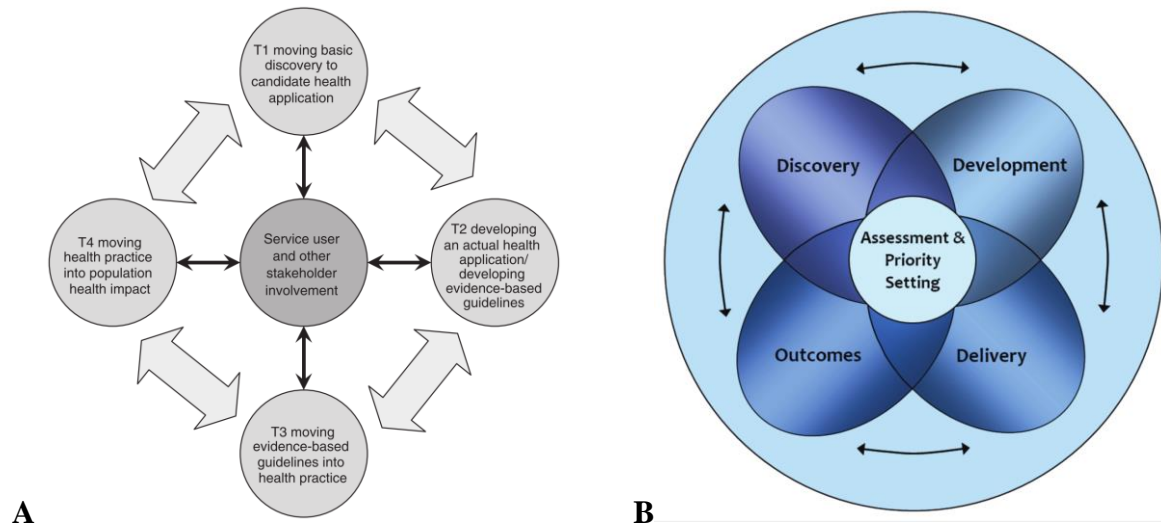 T1 moving basic
discovery to
candidate health
application
T4 moving
health practice
into population
health impact
Service user
and other
stakeholder
involvement
T2 developing
an actual health
application/
developing
evidence-based
guidelines
T3 moving
evidence-based
guidelines into
health practice
A
Discovery
Development
Assessment &
Priority
Setting
Outcomes
Delivery
B